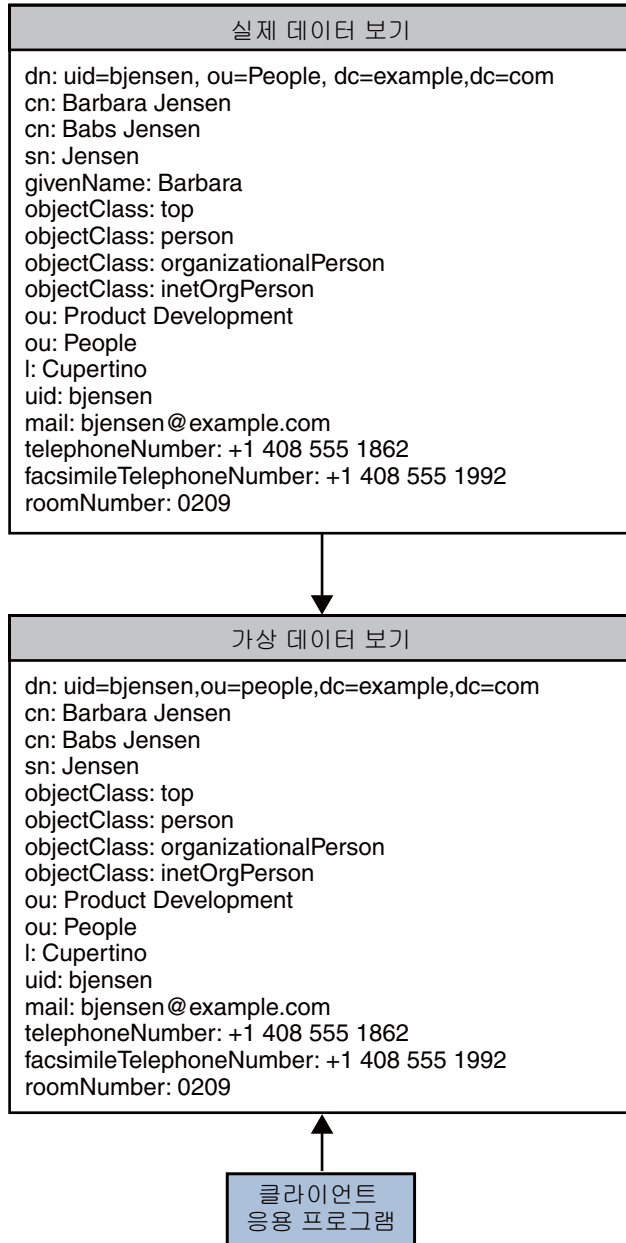 실제 데이터 보기
dn: uid=bjensen, ou=People, dc=example,dc=com
cn: Barbara Jensen
cn: Babs Jensen
sn: Jensen
givenName: Barbara
objectClass: top
objectClass: person
objectClass: organizationalPerson
objectClass: inetOrgPerson
ou: Product Development
ou: People
l: Cupertino
uid: bjensen
mail: bjensen@example.com
telephoneNumber: +1 408 555 1862
facsimileTelephoneNumber: +1 408 555 1992
roomNumber: 0209
가상 데이터 보기
dn: uid=bjensen,ou=people,dc=example,dc=com
cn: Barbara Jensen
cn: Babs Jensen
sn: Jensen
objectClass: top
objectClass: person
objectClass: organizationalPerson
objectClass: inetOrgPerson
ou: Product Development
ou: People
l: Cupertino
uid: bjensen
mail: bjensen@example.com
telephoneNumber: +1 408 555 1862
facsimileTelephoneNumber: +1 408 555 1992
roomNumber: 0209
클라이언트
응용 프로그램